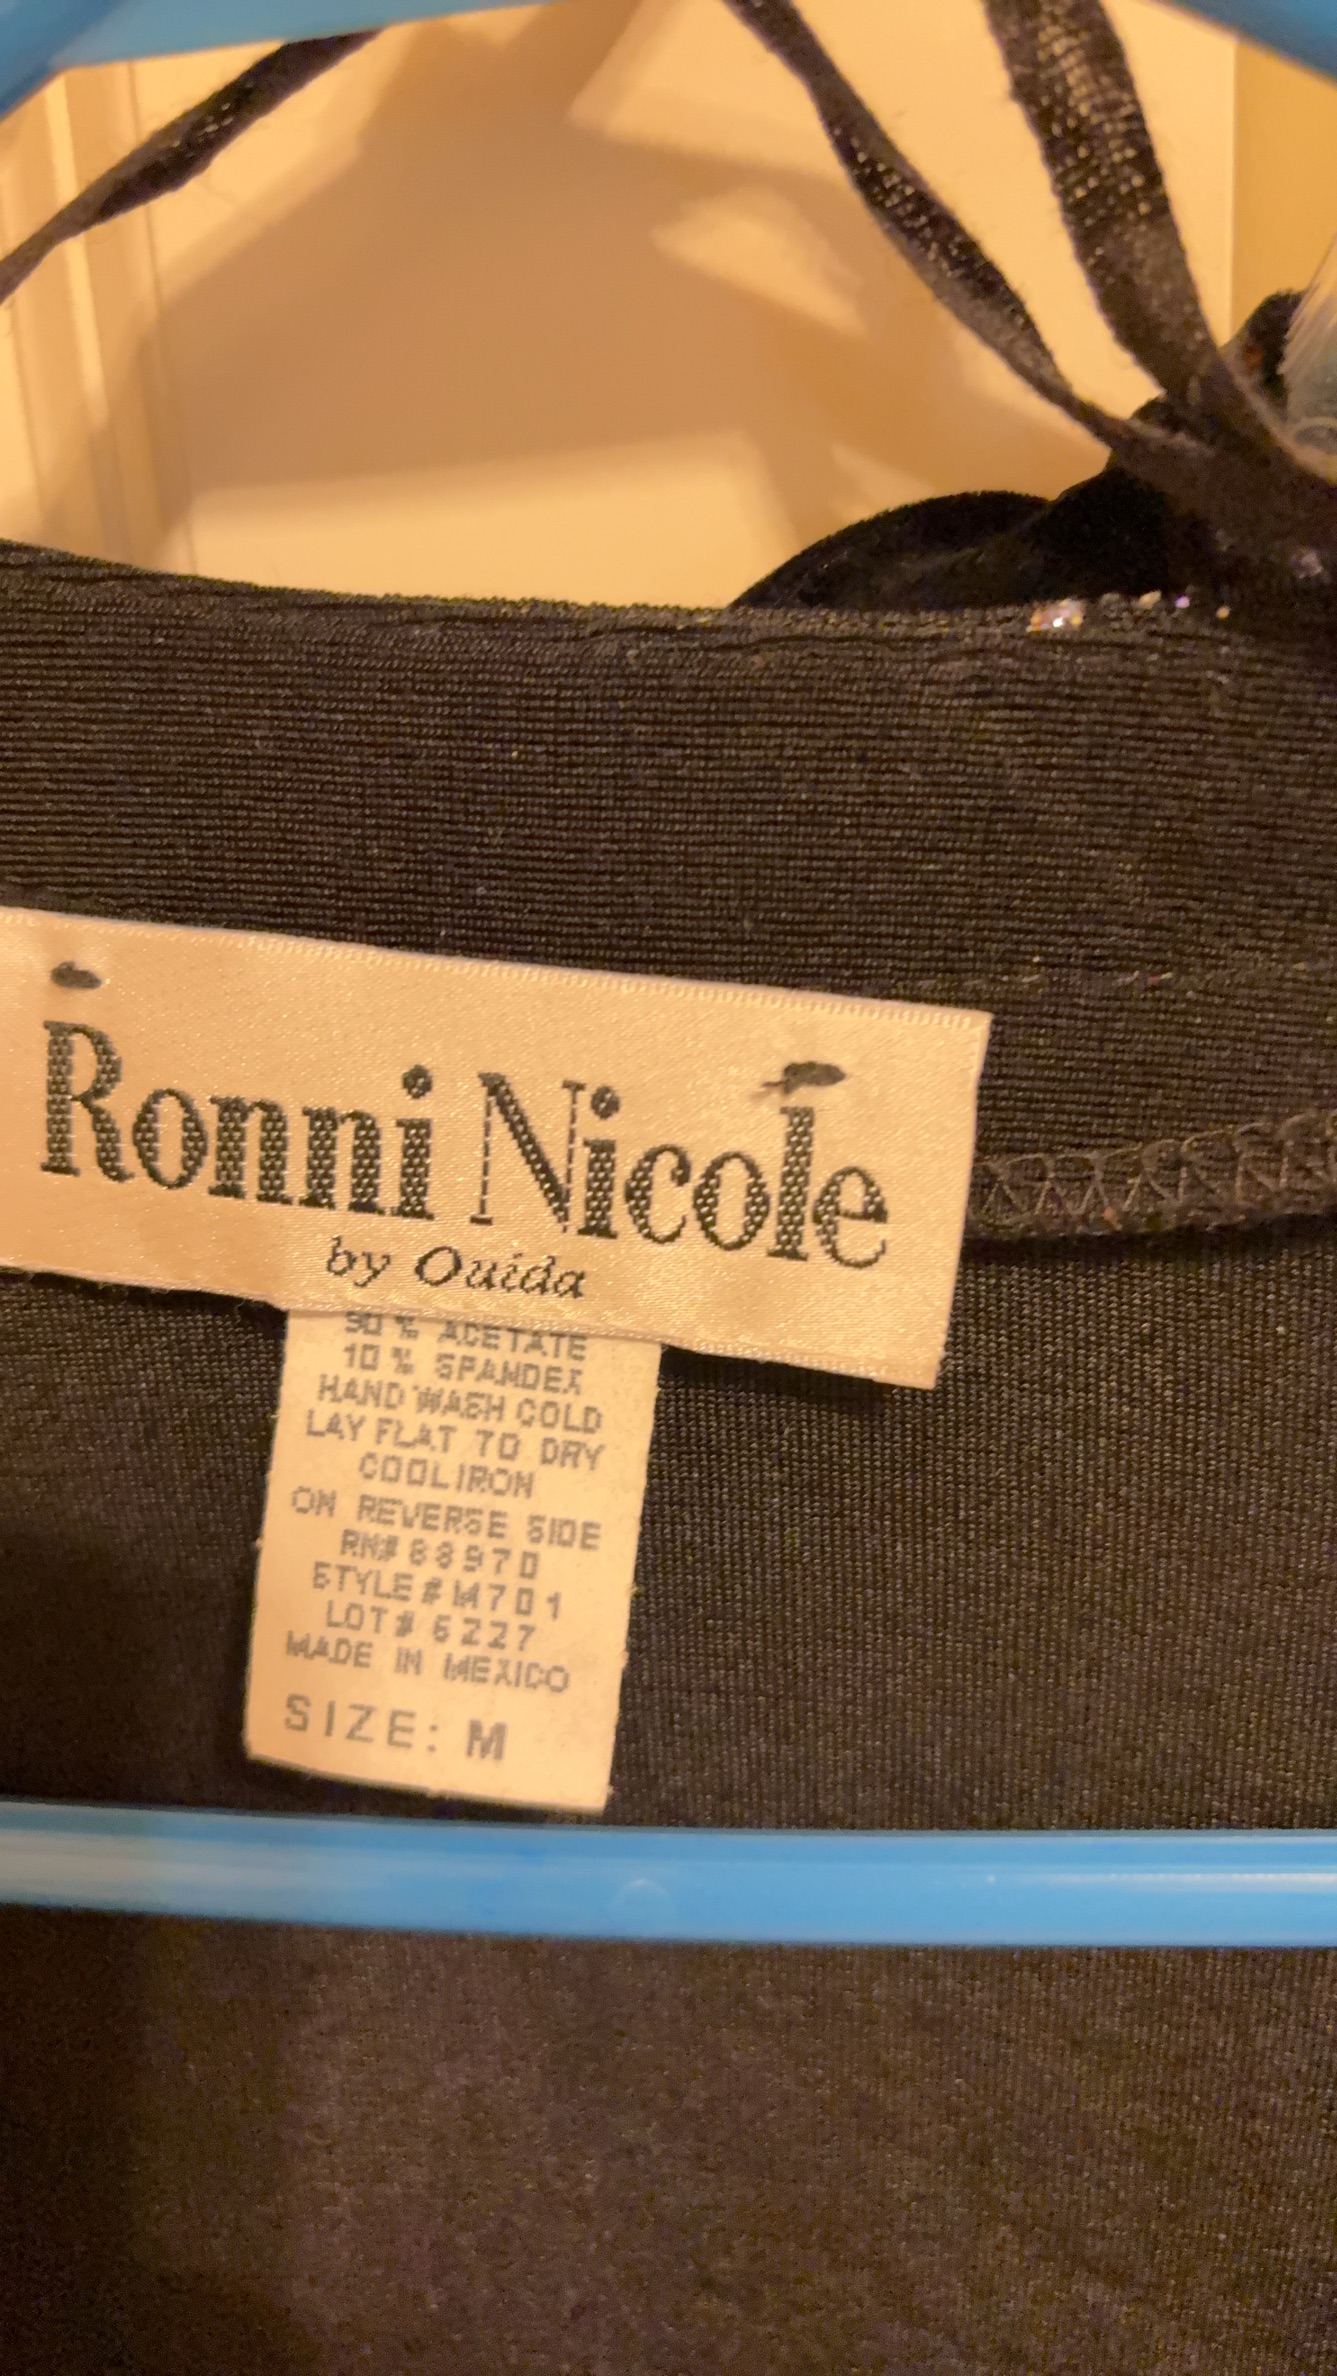 Ronni Nicole
by Ouida
90% ACETATE
10% SPANDEX
HAND WASH COLD
LAY FLAT TO DRY
COOL IRON
ON REVERSE SIDE
RN# 88970
STYLE # M701
LOT# 6227
MADE IN MEXICO
SIZE: M